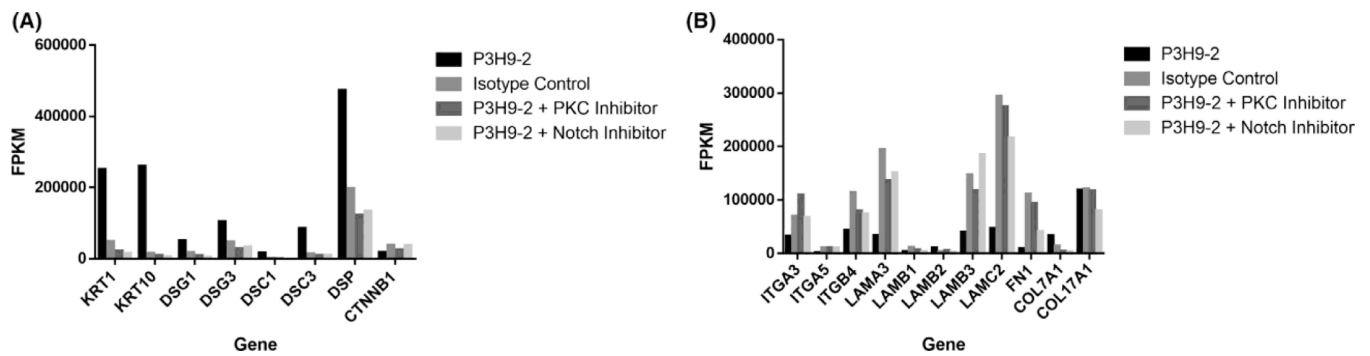 (A)
600000
400000
200000
0
FPKM
KRT1
KRT10
DSG1
DSG3
DSC1
DSC3
DSP
CTNNB1
Gene
P3H9-2
Isotype Control
P3H9-2 + PKC Inhibitor
P3H9-2 + Notch Inhibitor
(B)
400000
300000
200000
100000
0
FPKM
ITGA3
ITGA5
ITGB4
LAMA3
LAMB1
LAMB2
LAMB3
LAMC2
FN1
COL7A1
COL17A1
Gene
P3H9-2
Isotype Control
P3H9-2 + PKC Inhibitor
P3H9-2 + Notch Inhibitor